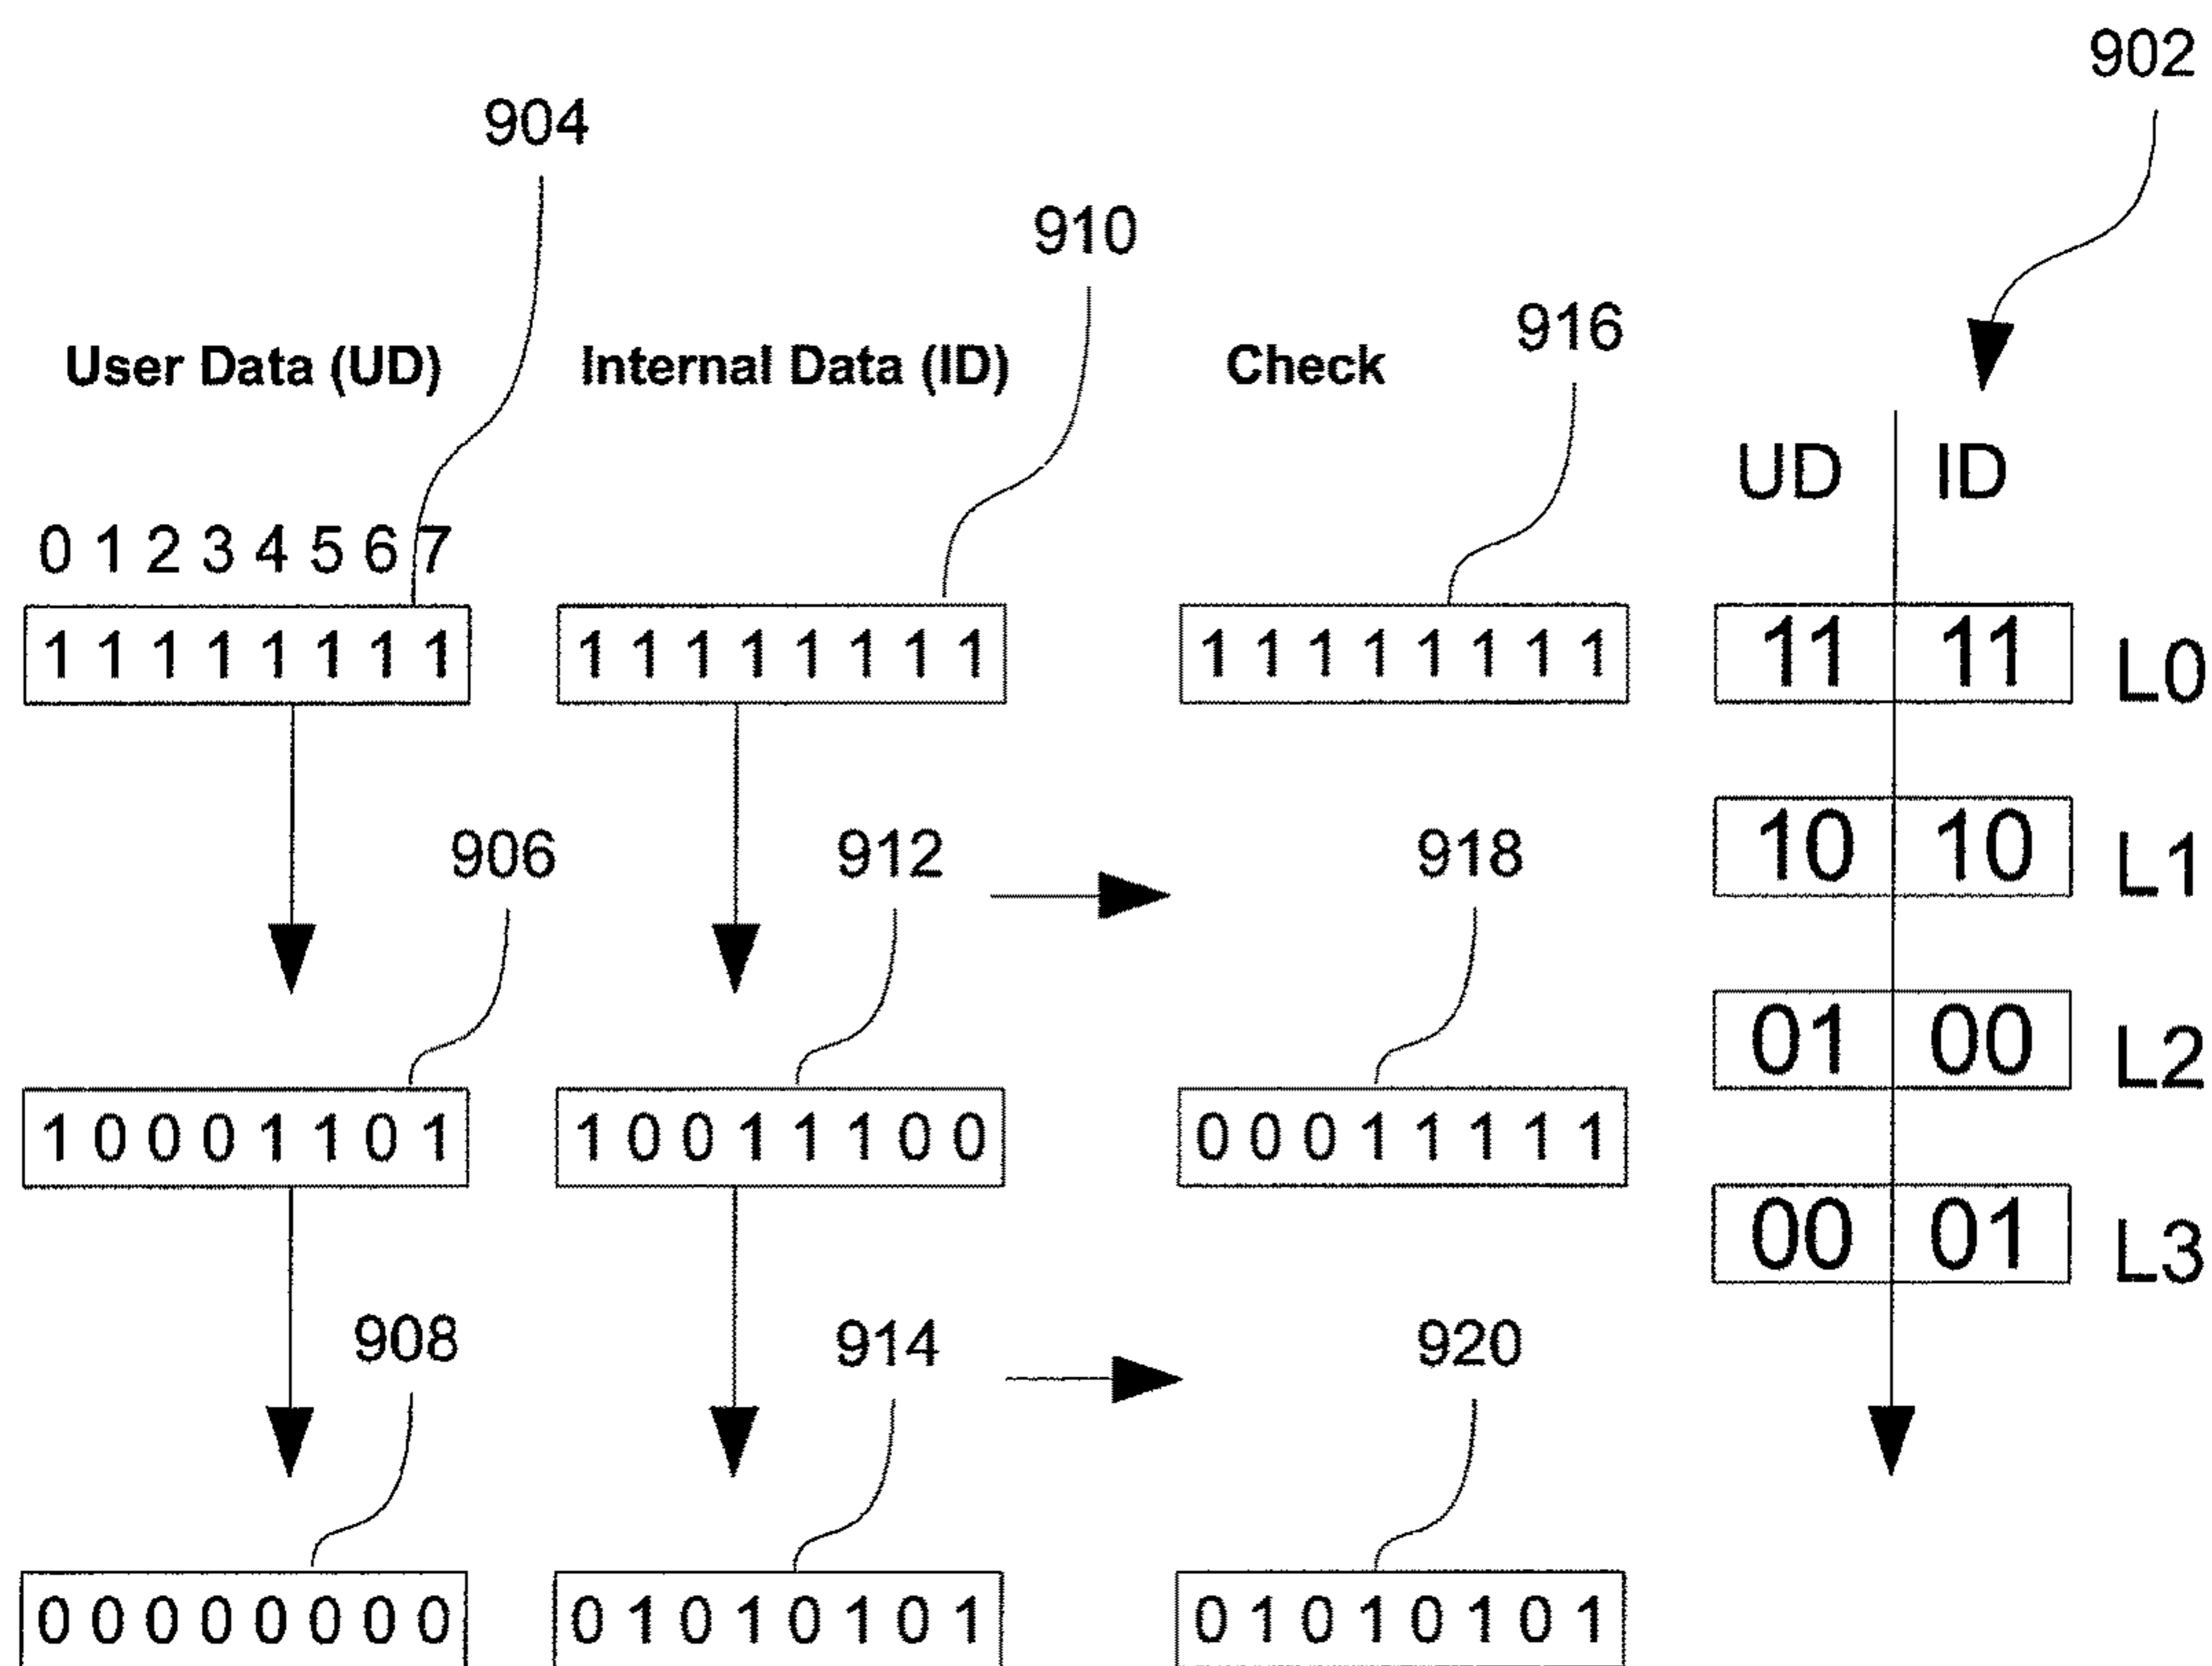 902
904
910
916
User Data (UD) Internal Data (ID) Check
UD ID
0 1 2 3 4 5 6 7
1 1 1 1 1 1 1 1 1 1 1 1 1 1 1 1 1 1 1 1 1 1 1 1 11 11 L0
906 912 918 10 10 L1
01 00 L2
1 0 0 0 1 1 0 1 1 0 0 1 1 1 0 0 0 0 0 1 1 1 1 1
00 01 L3
908 914 920
0 0 0 0 0 0 0 0 0 1 0 1 0 1 0 1 0 1 0 1 0 1 0 1